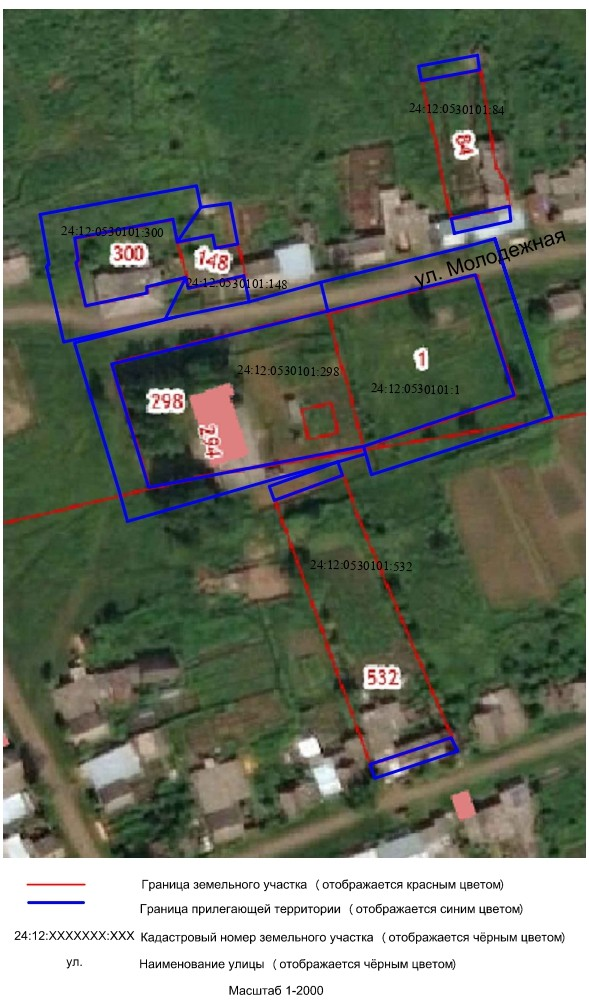 24:12:0530101:84
84
24:12:0530101:300
300
148
24:12:0530101:148
ул. Молодежная
24:12:0530101:298
1
24:12:0530101:1
298
294
24:12:0530101:532
532
Граница земельного участка (отображается красным цветом)
Граница прилегающей территории (отображается синим цветом)
24:12:XXXXXXX:XXX Кадастровый номер земельного участка (отображается чёрным цветом)
ул. Наименование улицы (отображается чёрным цветом)
Масштаб 1-2000